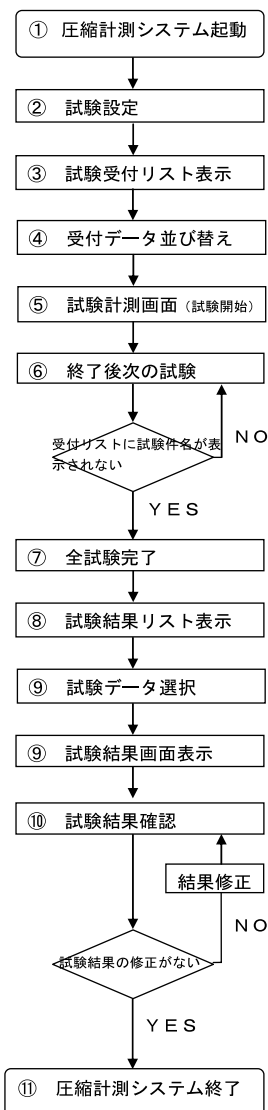 ① 圧縮計測システム起動
② 試験設定
③ 試験受付リスト表示
④ 受付データ並び替え
⑤ 試験計測画面（試験開始）
⑥ 終了後次の試験
受付リストに試験件名が表
示されない
ＮＯ
ＹＥＳ
⑦ 全試験完了
⑧ 試験結果リスト表示
⑨ 試験データ選択
⑨ 試験結果画面表示
⑩ 試験結果確認
結果修正
ＮＯ
試験結果の修正がない
ＹＥＳ
⑪ 圧縮計測システム終了